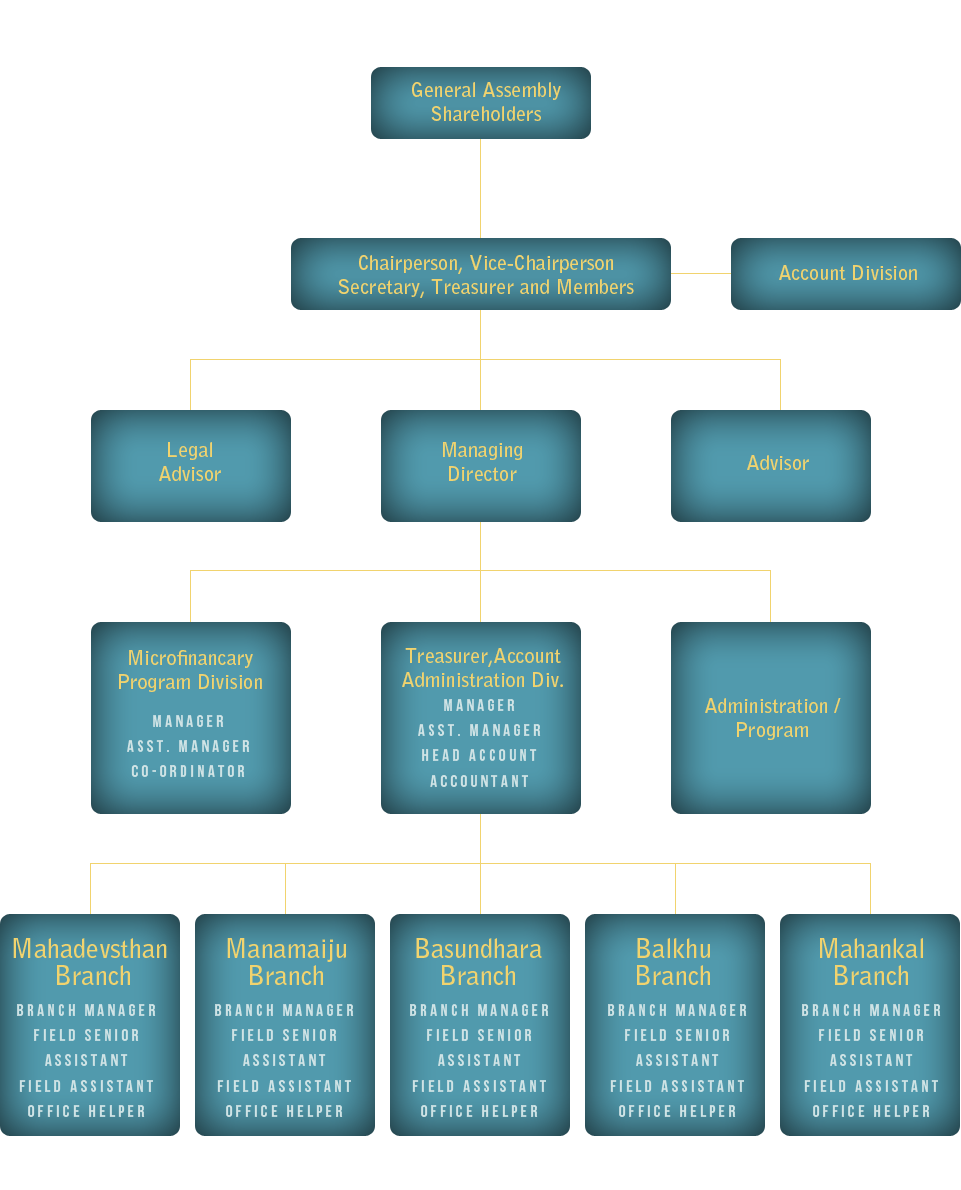 General Assembly
Shareholders
Chairperson, Vice-Chairperson
Secretary, Treasurer and Members
Account Division
Legal
Advisor
Managing
Director
Advisor
Microfinancary
Program Division
MANAGER
ASST. MANAGER
CO-ORDINATOR
Treasurer,Account
Administration Div.
MANAGER
ASST. MANAGER
HEAD ACCOUNT
ACCOUNTANT
Administration /
Program
Mahadevsthan
Branch
BRANCH MANAGER
FIELD SENIOR
ASSISTANT
FIELD ASSISTANT
OFFICE HELPER
Manamaiju
Branch
BRANCH MANAGER
FIELD SENIOR
ASSISTANT
FIELD ASSISTANT
OFFICE HELPER
Basundhara
Branch
BRANCH MANAGER
FIELD SENIOR
ASSISTANT
FIELD ASSISTANT
OFFICE HELPER
Balkhu
Branch
BRANCH MANAGER
FIELD SENIOR
ASSISTANT
FIELD ASSISTANT
OFFICE HELPER
Mahankal
Branch
BRANCH MANAGER
FIELD SENIOR
ASSISTANT
FIELD ASSISTANT
OFFICE HELPER